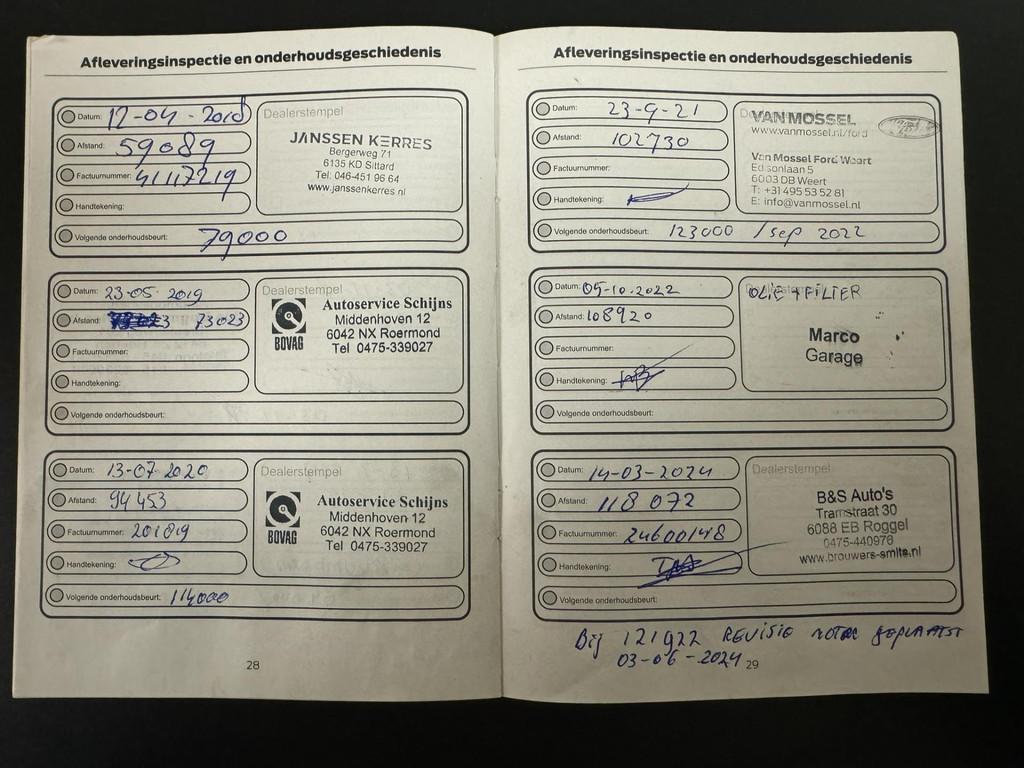 Afleveringsinspectie en onderhoudsgeschiedenis
Datum: 12-04-2018
Afstand: 59089
Factuurnummer: 41117219
Handtekening:
Volgende onderhoudsbeurt: 79000
Dealerstempel
JANSSEN KERRES
Bergerweg 71
6135 KD Sittard
Tel: 046-451 96 64
www.janssenkerres.nl
Datum: 23-05-2019
Afstand: 73023
Factuurnummer:
Handtekening:
Volgende onderhoudsbeurt:
Dealerstempel
BOVAG
Autoservice Schijns
Middenhoven 12
6042 NX Roermond
Tel 0475-339027
Datum: 13-07-2020
Afstand: 94453
Factuurnummer: 201819
Handtekening:
Volgende onderhoudsbeurt: 114000
Dealerstempel
BOVAG
Autoservice Schijns
Middenhoven 12
6042 NX Roermond
Tel 0475-339027
28
Afleveringsinspectie en onderhoudsgeschiedenis
Datum: 23-9-21
Afstand: 102730
Factuurnummer:
Handtekening:
Volgende onderhoudsbeurt: 123000 / sep 2022
VAN MOSSEL
www.vanmossel.nl/ford
Van Mossel Ford Weert
Edisonlaan 5
6003 DB Weert
T: +31 495 53 52 81
E: info@vanmossel.nl
Datum: 05-10-2022
Afstand: 108920
Factuurnummer:
Handtekening:
Volgende onderhoudsbeurt:
Dealerstempel
OLIE + FILTER
Marco
Garage
Datum: 14-03-2024
Afstand: 118 072
Factuurnummer: 24600148
Handtekening:
Volgende onderhoudsbeurt:
Dealerstempel
B&S Auto's
Tramstraat 30
6088 EB Roggel
0475-440976
www.brouwers-smits.nl
Bij 121922 REVISIE MOTOR GEPLAATST
03-06-2024
29